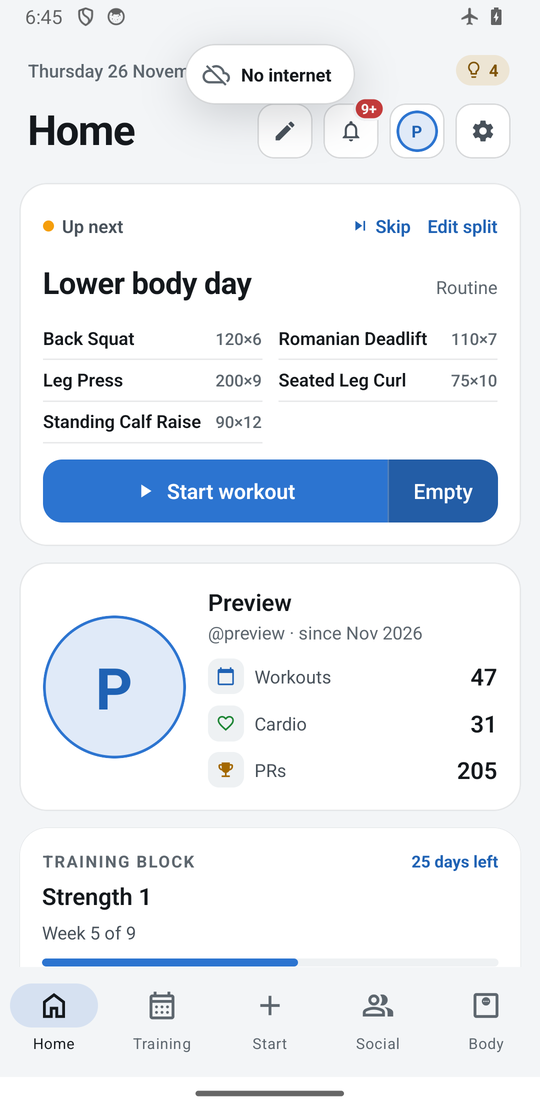 6:45
Thursday 26 Novem
No internet
4
Home
9+
P
Up next
Skip
Edit split
Lower body day
Routine
Back Squat 120×6
Romanian Deadlift 110×7
Leg Press 200×9
Seated Leg Curl 75×10
Standing Calf Raise 90×12
Start workout
Empty
P
Preview
@preview · since Nov 2026
Workouts 47
Cardio 31
PRs 205
TRAINING BLOCK
25 days left
Strength 1
Week 5 of 9
Home
Training
Start
Social
Body